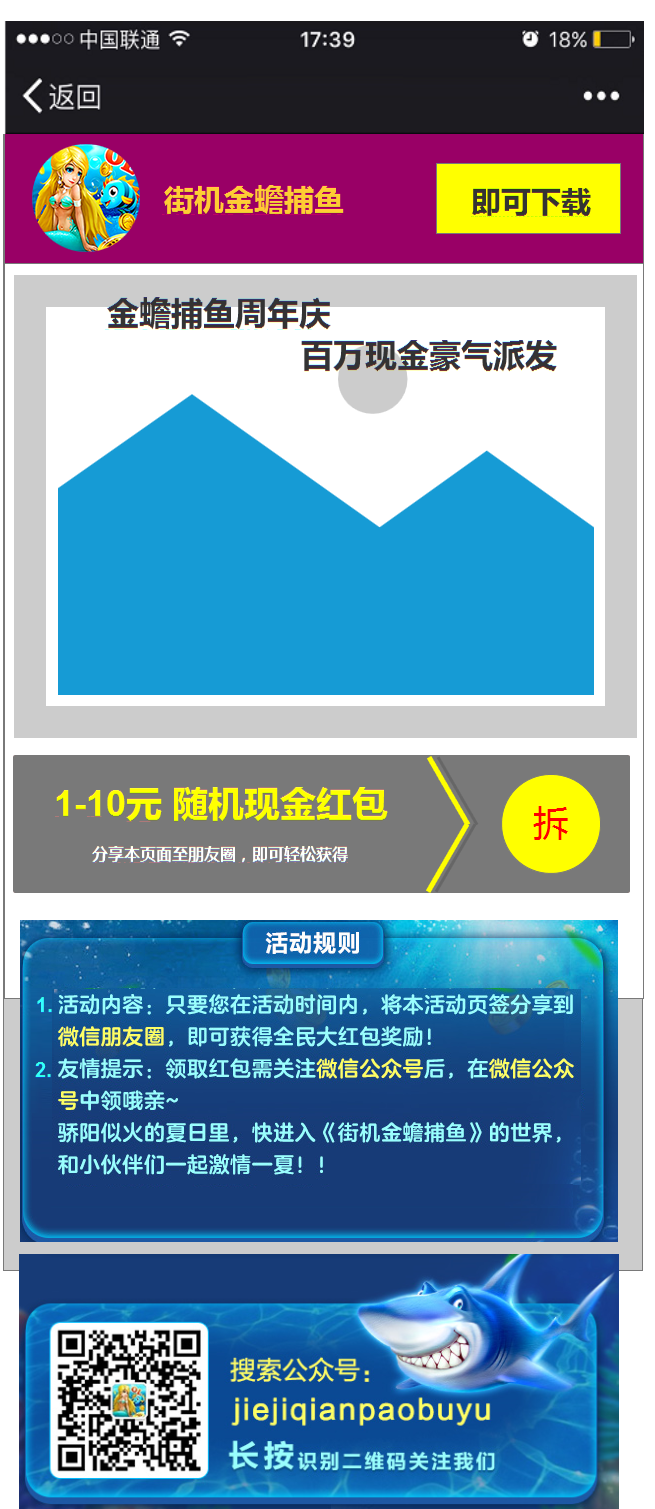 中国联通 17:39 18%
返回
街机金蟾捕鱼 即可下载
金蟾捕鱼周年庆
百万现金豪气派发
1-10元 随机现金红包
拆
分享本页面至朋友圈，即可轻松获得
活动规则
1. 活动内容：只要您在活动时间内，将本活动页签分享到
微信朋友圈，即可获得全民大红包奖励！
2. 友情提示：领取红包需关注微信公众号后，在微信公众
号中领哦亲~
骄阳似火的夏日里，快进入《街机金蟾捕鱼》的世界，
和小伙伴们一起激情一夏！！
搜索公众号：
jiejiqianpaobuyu
长按识别二维码关注我们